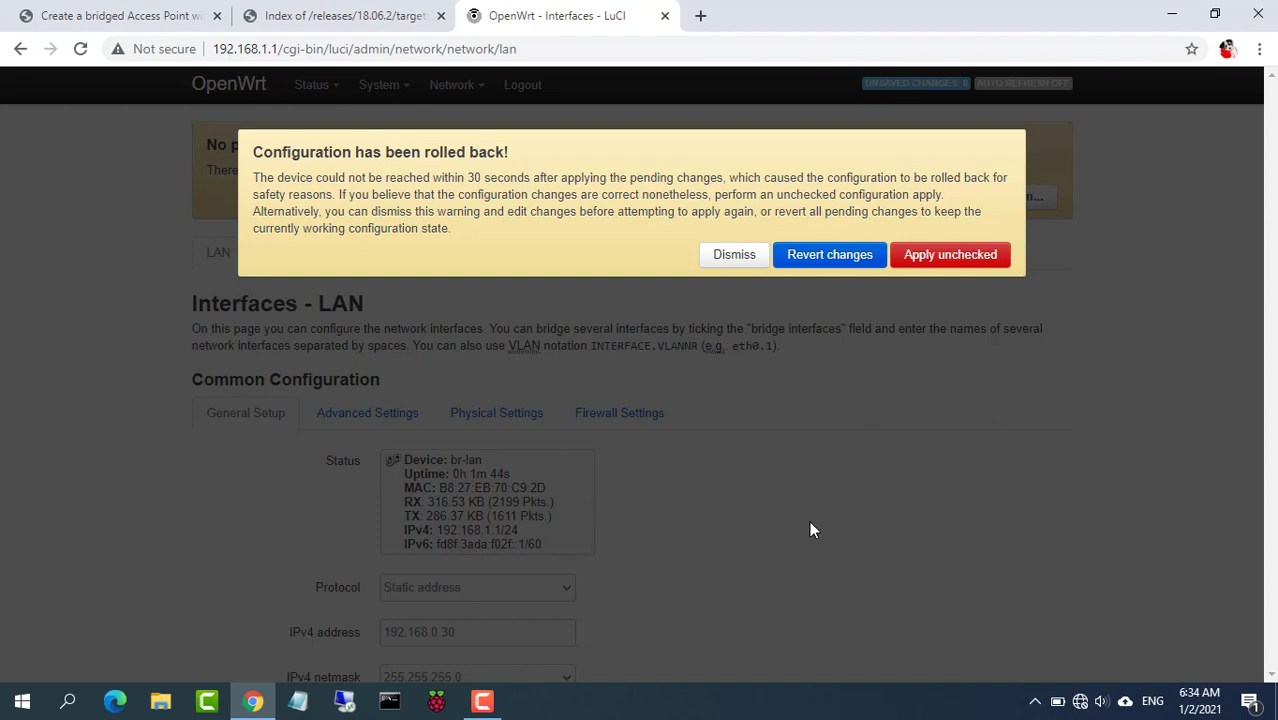 Create a bridged Access Point wi
Index of /releases/18.06.2/target
OpenWrt - Interfaces - LuCI
Not secure
192.168.1.1/cgi-bin/luci/admin/network/network/lan
OpenWrt
Status
System
Network
Logout
UNSAVED CHANGES: 6
AUTO REFRESH OFF
No p
There
n...
Configuration has been rolled back!
The device could not be reached within 30 seconds after applying the pending changes, which caused the configuration to be rolled back for
safety reasons. If you believe that the configuration changes are correct nonetheless, perform an unchecked configuration apply.
Alternatively, you can dismiss this warning and edit changes before attempting to apply again, or revert all pending changes to keep the
currently working configuration state.
Dismiss
Revert changes
Apply unchecked
LAN
Interfaces - LAN
On this page you can configure the network interfaces. You can bridge several interfaces by ticking the "bridge interfaces" field and enter the names of several
network interfaces separated by spaces. You can also use VLAN notation INTERFACE.VLANNR (e.g. eth0.1).
Common Configuration
General Setup
Advanced Settings
Physical Settings
Firewall Settings
Status
Device: br-lan
Uptime: 0h 1m 44s
MAC: B8:27:EB:70:C9:2D
RX: 316.53 KB (2199 Pkts.)
TX: 286.37 KB (1611 Pkts.)
IPv4: 192.168.1.1/24
IPv6: fd8f:3ada:f02f::1/60
Protocol
Static address
IPv4 address
192.168.0.30
IPv4 netmask
255.255.255.0
ENG
6:34 AM
1/2/2021
1